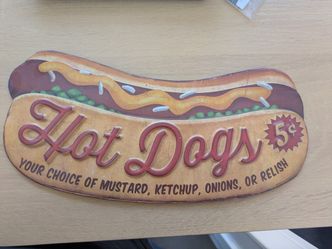 Hot Dogs
5¢
YOUR CHOICE OF MUSTARD, KETCHUP, ONIONS, OR RELISH